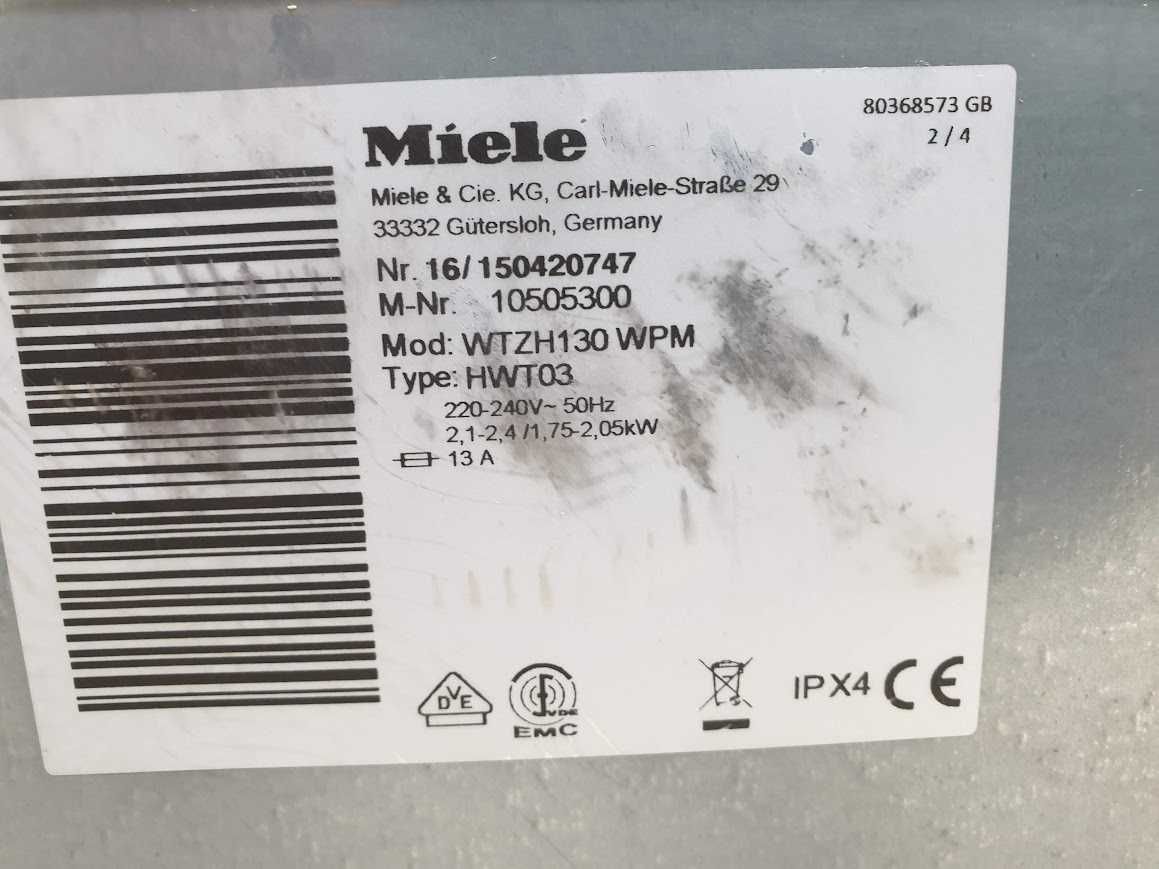 80368573 GB
2 / 4
Miele
Miele & Cie. KG, Carl-Miele-Straße 29
33332 Gütersloh, Germany
Nr. 16/ 150420747
M-Nr. 10505300
Mod: WTZH130 WPM
Type: HWT03
220-240V~ 50Hz
2,1-2,4 /1,75-2,05kW
13 A
DVE
VDE
EMC
IPX4 CE